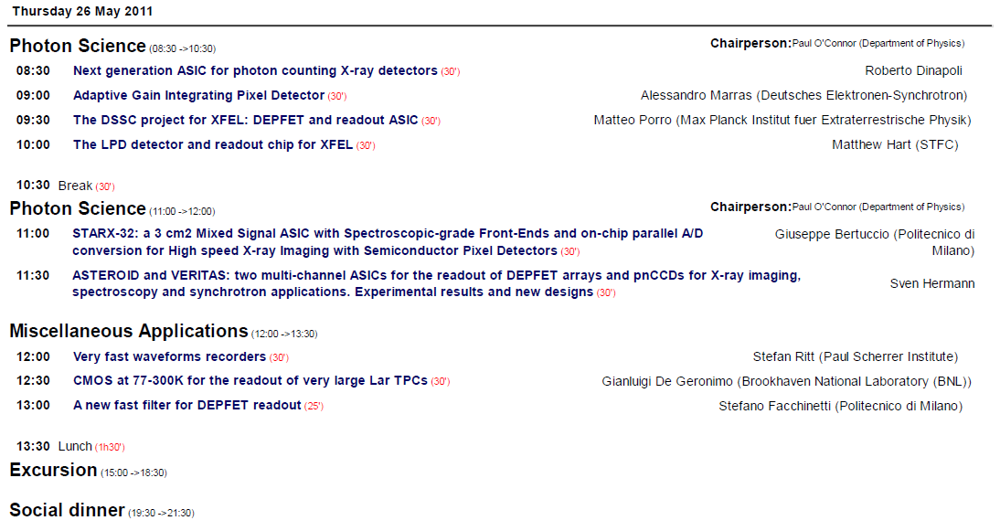 Thursday 26 May 2011
Photon Science (08:30 ->10:30) Chairperson:Paul O'Connor (Department of Physics)
08:30 Next generation ASIC for photon counting X-ray detectors (30') Roberto Dinapoli
09:00 Adaptive Gain Integrating Pixel Detector (30') Alessandro Marras (Deutsches Elektronen-Synchrotron)
09:30 The DSSC project for XFEL: DEPFET and readout ASIC (30') Matteo Porro (Max Planck Institut fuer Extraterrestrische Physik)
10:00 The LPD detector and readout chip for XFEL (30') Matthew Hart (STFC)
10:30 Break (30')
Photon Science (11:00 ->12:00) Chairperson:Paul O'Connor (Department of Physics)
11:00 STARX-32: a 3 cm2 Mixed Signal ASIC with Spectroscopic-grade Front-Ends and on-chip parallel A/D Giuseppe Bertuccio (Politecnico di
conversion for High speed X-ray Imaging with Semiconductor Pixel Detectors (30') Milano)
11:30 ASTEROID and VERITAS: two multi-channel ASICs for the readout of DEPFET arrays and pnCCDs for X-ray imaging,
spectroscopy and synchrotron applications. Experimental results and new designs (30') Sven Hermann
Miscellaneous Applications (12:00 ->13:30)
12:00 Very fast waveforms recorders (30') Stefan Ritt (Paul Scherrer Institute)
12:30 CMOS at 77-300K for the readout of very large Lar TPCs (30') Gianluigi De Geronimo (Brookhaven National Laboratory (BNL))
13:00 A new fast filter for DEPFET readout (25') Stefano Facchinetti (Politecnico di Milano)
13:30 Lunch (1h30')
Excursion (15:00 ->18:30)
Social dinner (19:30 ->21:30)